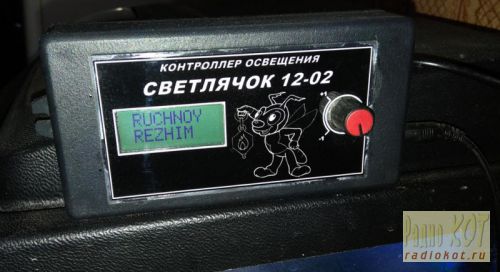 КОНТРОЛЛЕР ОСВЕЩЕНИЯ
СВЕТЛЯЧОК 12-02
RUCHNOY
REZHIM
Радио КОТ
radiokot.ru